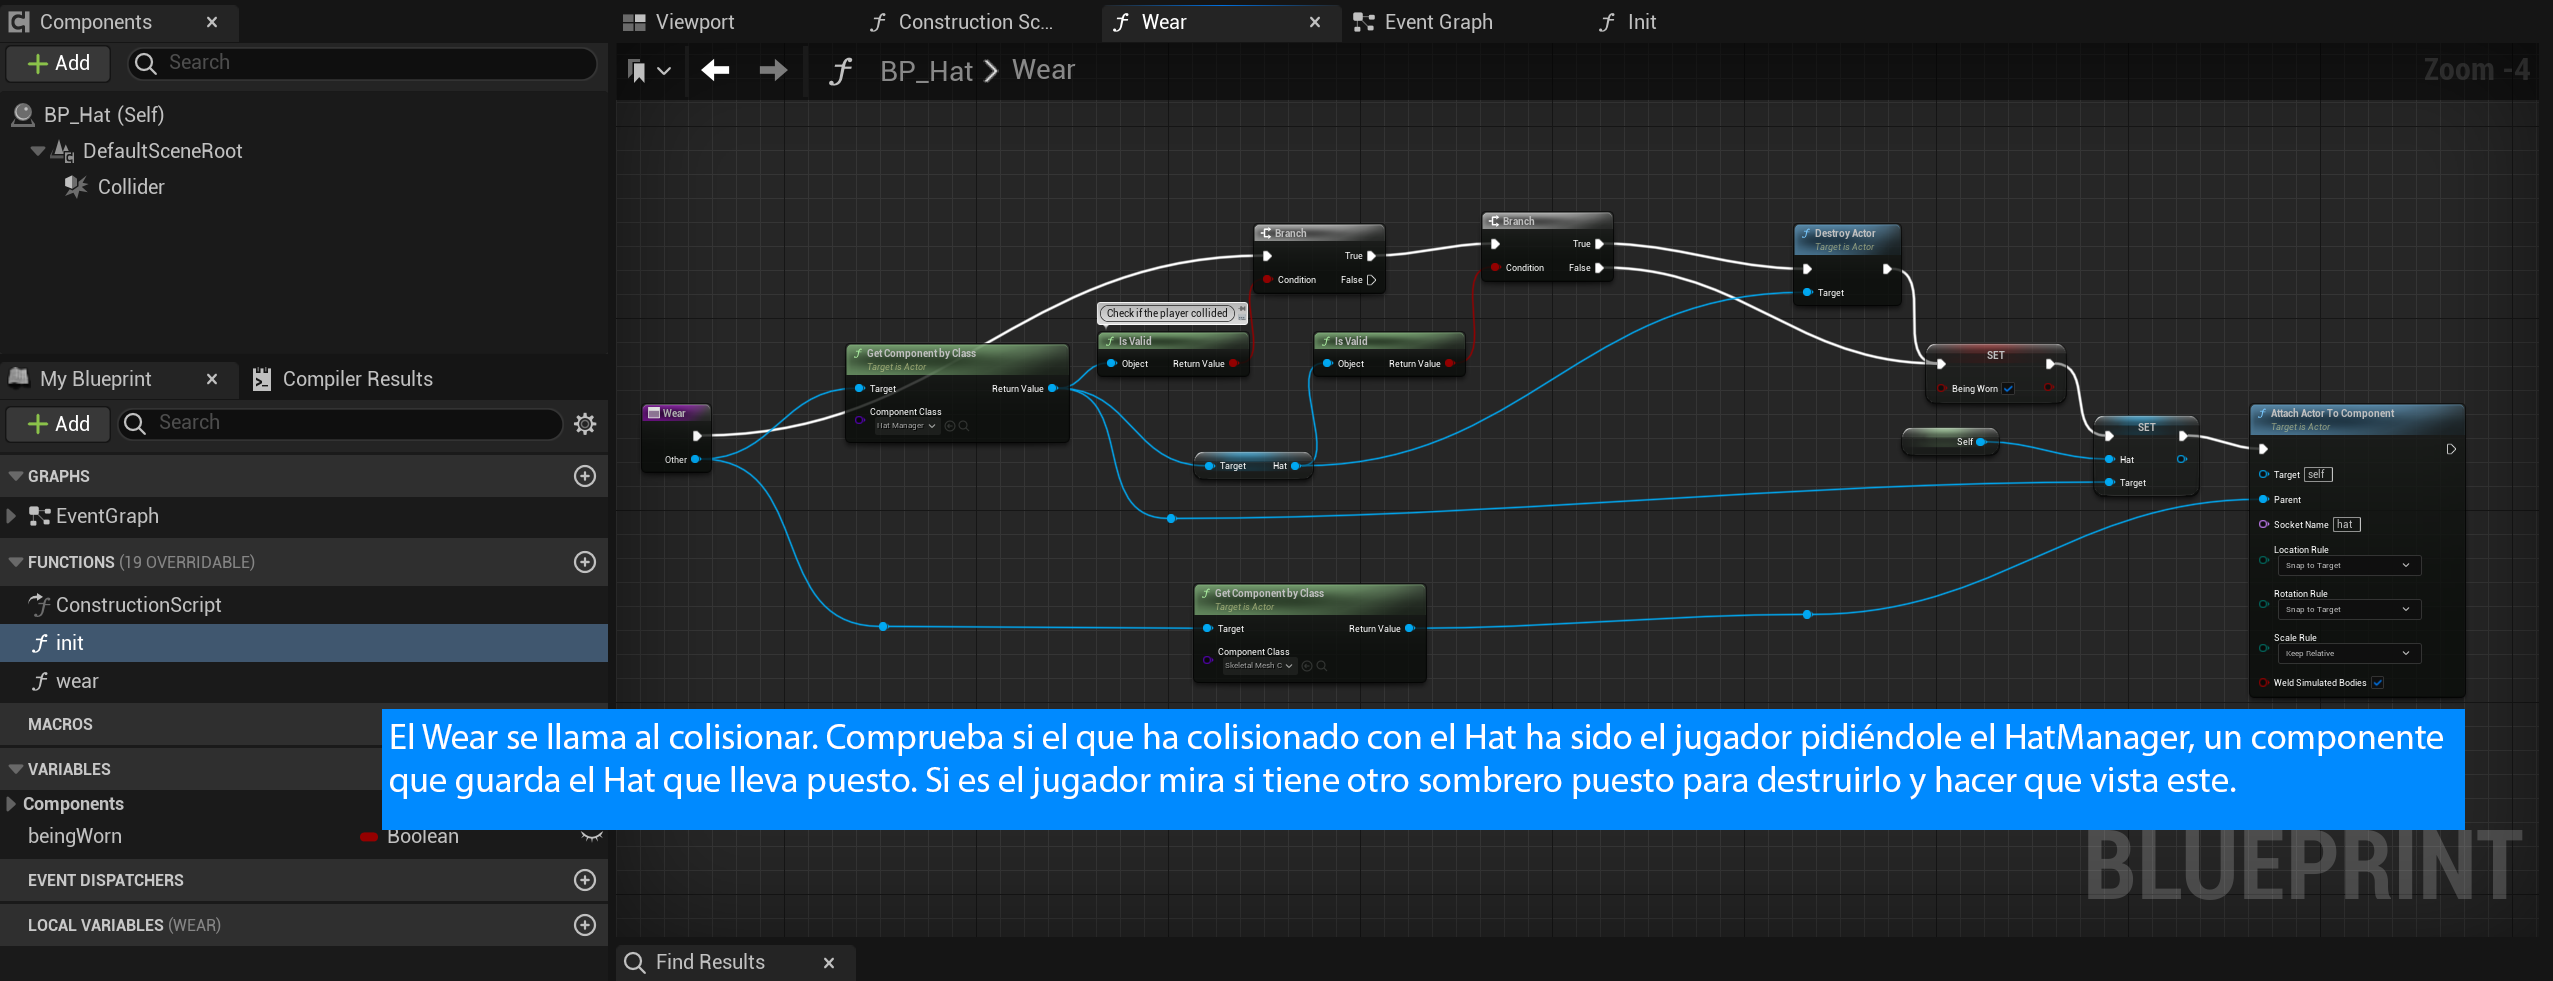 Components
Viewport
Construction Sc...
Wear
Event Graph
Init
Add
Search
BP_Hat
Wear
Zoom -4
BP_Hat (Self)
DefaultSceneRoot
Collider
My Blueprint
Compiler Results
Add
Search
GRAPHS
EventGraph
FUNCTIONS (19 OVERRIDABLE)
ConstructionScript
init
wear
MACROS
VARIABLES
Components
beingWorn
Boolean
EVENT DISPATCHERS
LOCAL VARIABLES (WEAR)
Wear
Other
Get Component by Class
Target is Actor
Target
Return Value
Component Class
Hat Manager
Check if the player collided
Is Valid
Object
Return Value
Branch
True
Condition
False
Is Valid
Object
Return Value
Branch
True
Condition
False
Target
Hat
Get Component by Class
Target is Actor
Target
Return Value
Component Class
Skeletal Mesh C
Destroy Actor
Target is Actor
Target
SET
Being Worn
Self
SET
Hat
Target
Attach Actor To Component
Target is Actor
Target self
Parent
Socket Name hat
Location Rule
Snap to Target
Rotation Rule
Snap to Target
Scale Rule
Keep Relative
Weld Simulated Bodies
El Wear se llama al colisionar. Comprueba si el que ha colisionado con el Hat ha sido el jugador pidiéndole el HatManager, un componente
que guarda el Hat que lleva puesto. Si es el jugador mira si tiene otro sombrero puesto para destruirlo y hacer que vista este.
BLUEPRINT
Find Results